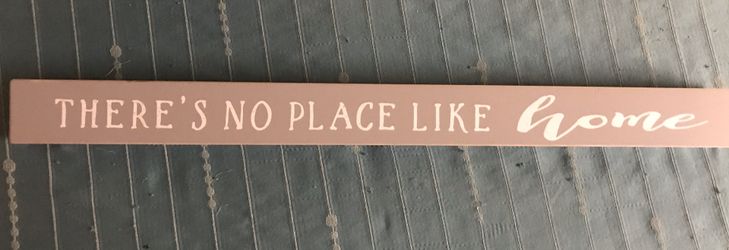 THERE'S NO PLACE LIKE home